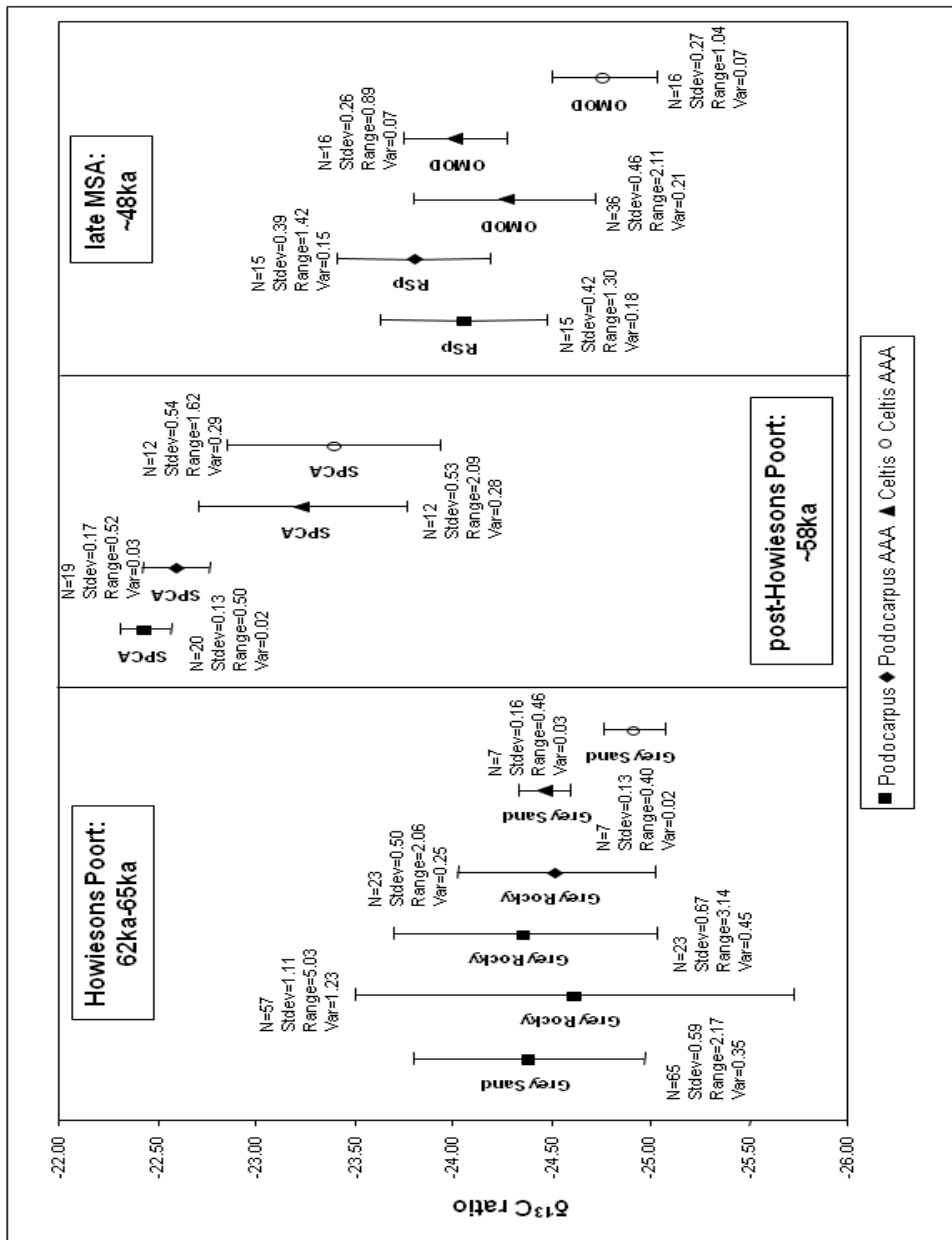 Howiesons Poort:
62ka-65ka
late MSA:
~48ka
post-Howiesons Poort:
~58ka
δ¹³C ratio
-22.00
-22.50
-23.00
-23.50
-24.00
-24.50
-25.00
-25.50
-26.00
Grey Sand
N=65
Stdev=0.59
Range=2.17
Var=0.35
N=57
Stdev=1.11
Range=5.03
Var=1.23
Grey Rocky
Grey Rocky
N=23
Stdev=0.67
Range=3.14
Var=0.45
N=23
Stdev=0.50
Range=2.06
Var=0.25
Grey Rocky
N=7
Stdev=0.16
Range=0.46
Var=0.03
Grey Sand
Grey Sand
N=7
Stdev=0.13
Range=0.40
Var=0.02
SPCA
N=20
Stdev=0.13
Range=0.50
Var=0.02
N=19
Stdev=0.17
Range=0.52
Var=0.03
SPCA
SPCA
N=12
Stdev=0.53
Range=2.09
Var=0.28
N=12
Stdev=0.54
Range=1.62
Var=0.29
SPCA
RSp
N=15
Stdev=0.42
Range=1.30
Var=0.18
N=15
Stdev=0.39
Range=1.42
Var=0.15
RSp
OMOD
N=36
Stdev=0.46
Range=2.11
Var=0.21
N=16
Stdev=0.26
Range=0.89
Var=0.07
OMOD
OMOD
N=16
Stdev=0.27
Range=1.04
Var=0.07
Podocarpus Podocarpus AAA Celtis Celtis AAA